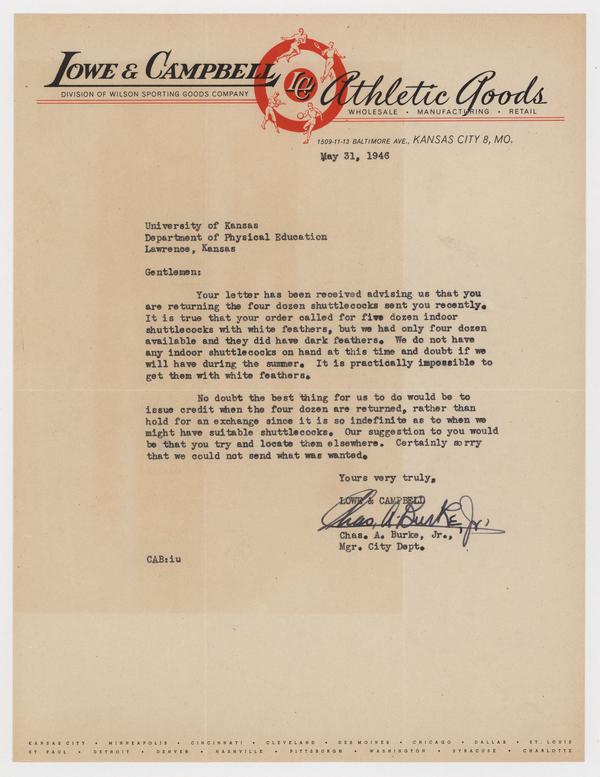 LOWE & CAMPBELL LC Athletic Goods
DIVISION OF WILSON SPORTING GOODS COMPANY
WHOLESALE • MANUFACTURING • RETAIL
1509-11-13 BALTIMORE AVE., KANSAS CITY 8, MO.
May 31, 1946
University of Kansas
Department of Physical Education
Lawrence, Kansas
Gentlemen:
Your letter has been received advising us that you
are returning the four dozen shuttlecocks sent you recently.
It is true that your order called for five dozen indoor
shuttlecocks with white feathers, but we had only four dozen
available and they did have dark feathers. We do not have
any indoor shuttlecocks on hand at this time and doubt if we
will have during the summer. It is practically impossible to
get them with white feathers.
No doubt the best thing for us to do would be to
issue credit when the four dozen are returned, rather than
hold for an exchange since it is so indefinite as to when we
might have suitable shuttlecocks. Our suggestion to you would
be that you try and locate them elsewhere. Certainly sorry
that we could not send what was wanted.
Yours very truly,
LOWE & CAMPBELL
Chas. A. Burke, Jr.
Chas. A. Burke, Jr.,
Mgr. City Dept.
CAB:iu
KANSAS CITY • MINNEAPOLIS • CINCINNATI • CLEVELAND • DES MOINES • CHICAGO • DALLAS • ST. LOUIS
ST. PAUL • DETROIT • DENVER • NASHVILLE • PITTSBURGH • WASHINGTON • SYRACUSE • CHARLOTTE